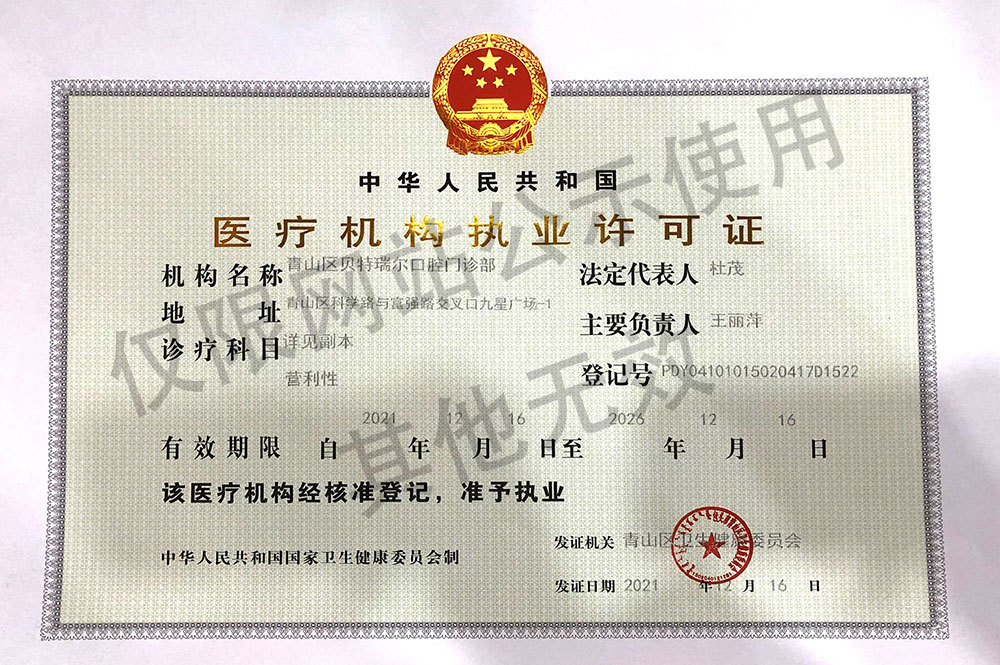 中华人民共和国
医疗机构执业许可证
机构名称 青山区贝特瑞尔口腔门诊部
法定代表人 杜茂
地址 青山区科学路与富强路交叉口九星广场-1
主要负责人 王丽萍
诊疗科目 详见副本
营利性
登记号 PDY04101015020417D1522
有效期限 自 2021 年 12 月 16 日至 2026 年 12 月 16 日
该医疗机构经核准登记，准予执业
中华人民共和国国家卫生健康委员会制
发证机关 青山区卫生健康委员会
发证日期 2021 年 12 月 16 日
仅限网站公示使用
其他无效